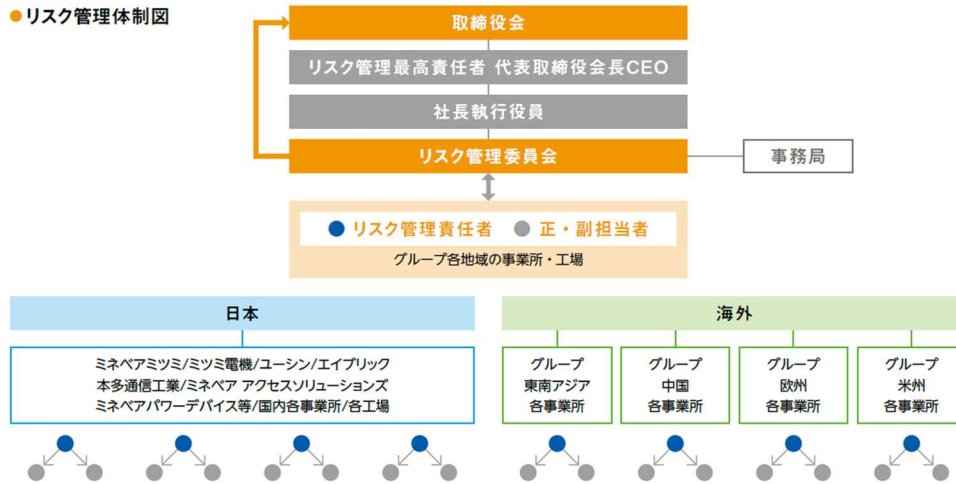 ●リスク管理体制図
取締役会
リスク管理最高責任者 代表取締役会長CEO
社長執行役員
リスク管理委員会
事務局
● リスク管理責任者 ● 正・副担当者
グループ各地域の事業所・工場
日本
ミネベアミツミ/ミツミ電機/ユーシン/エイブリック
本多通信工業/ミネベア アクセスソリューションズ
ミネベアパワーデバイス等/国内各事業所/各工場
海外
グループ
東南アジア
各事業所
グループ
中国
各事業所
グループ
欧州
各事業所
グループ
米州
各事業所